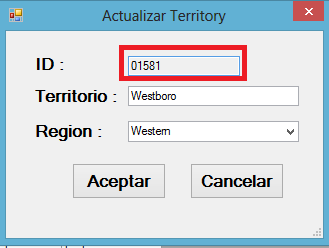 Actualizar Territory
ID : 01581
Territorio : Westboro
Region : Western
Aceptar Cancelar